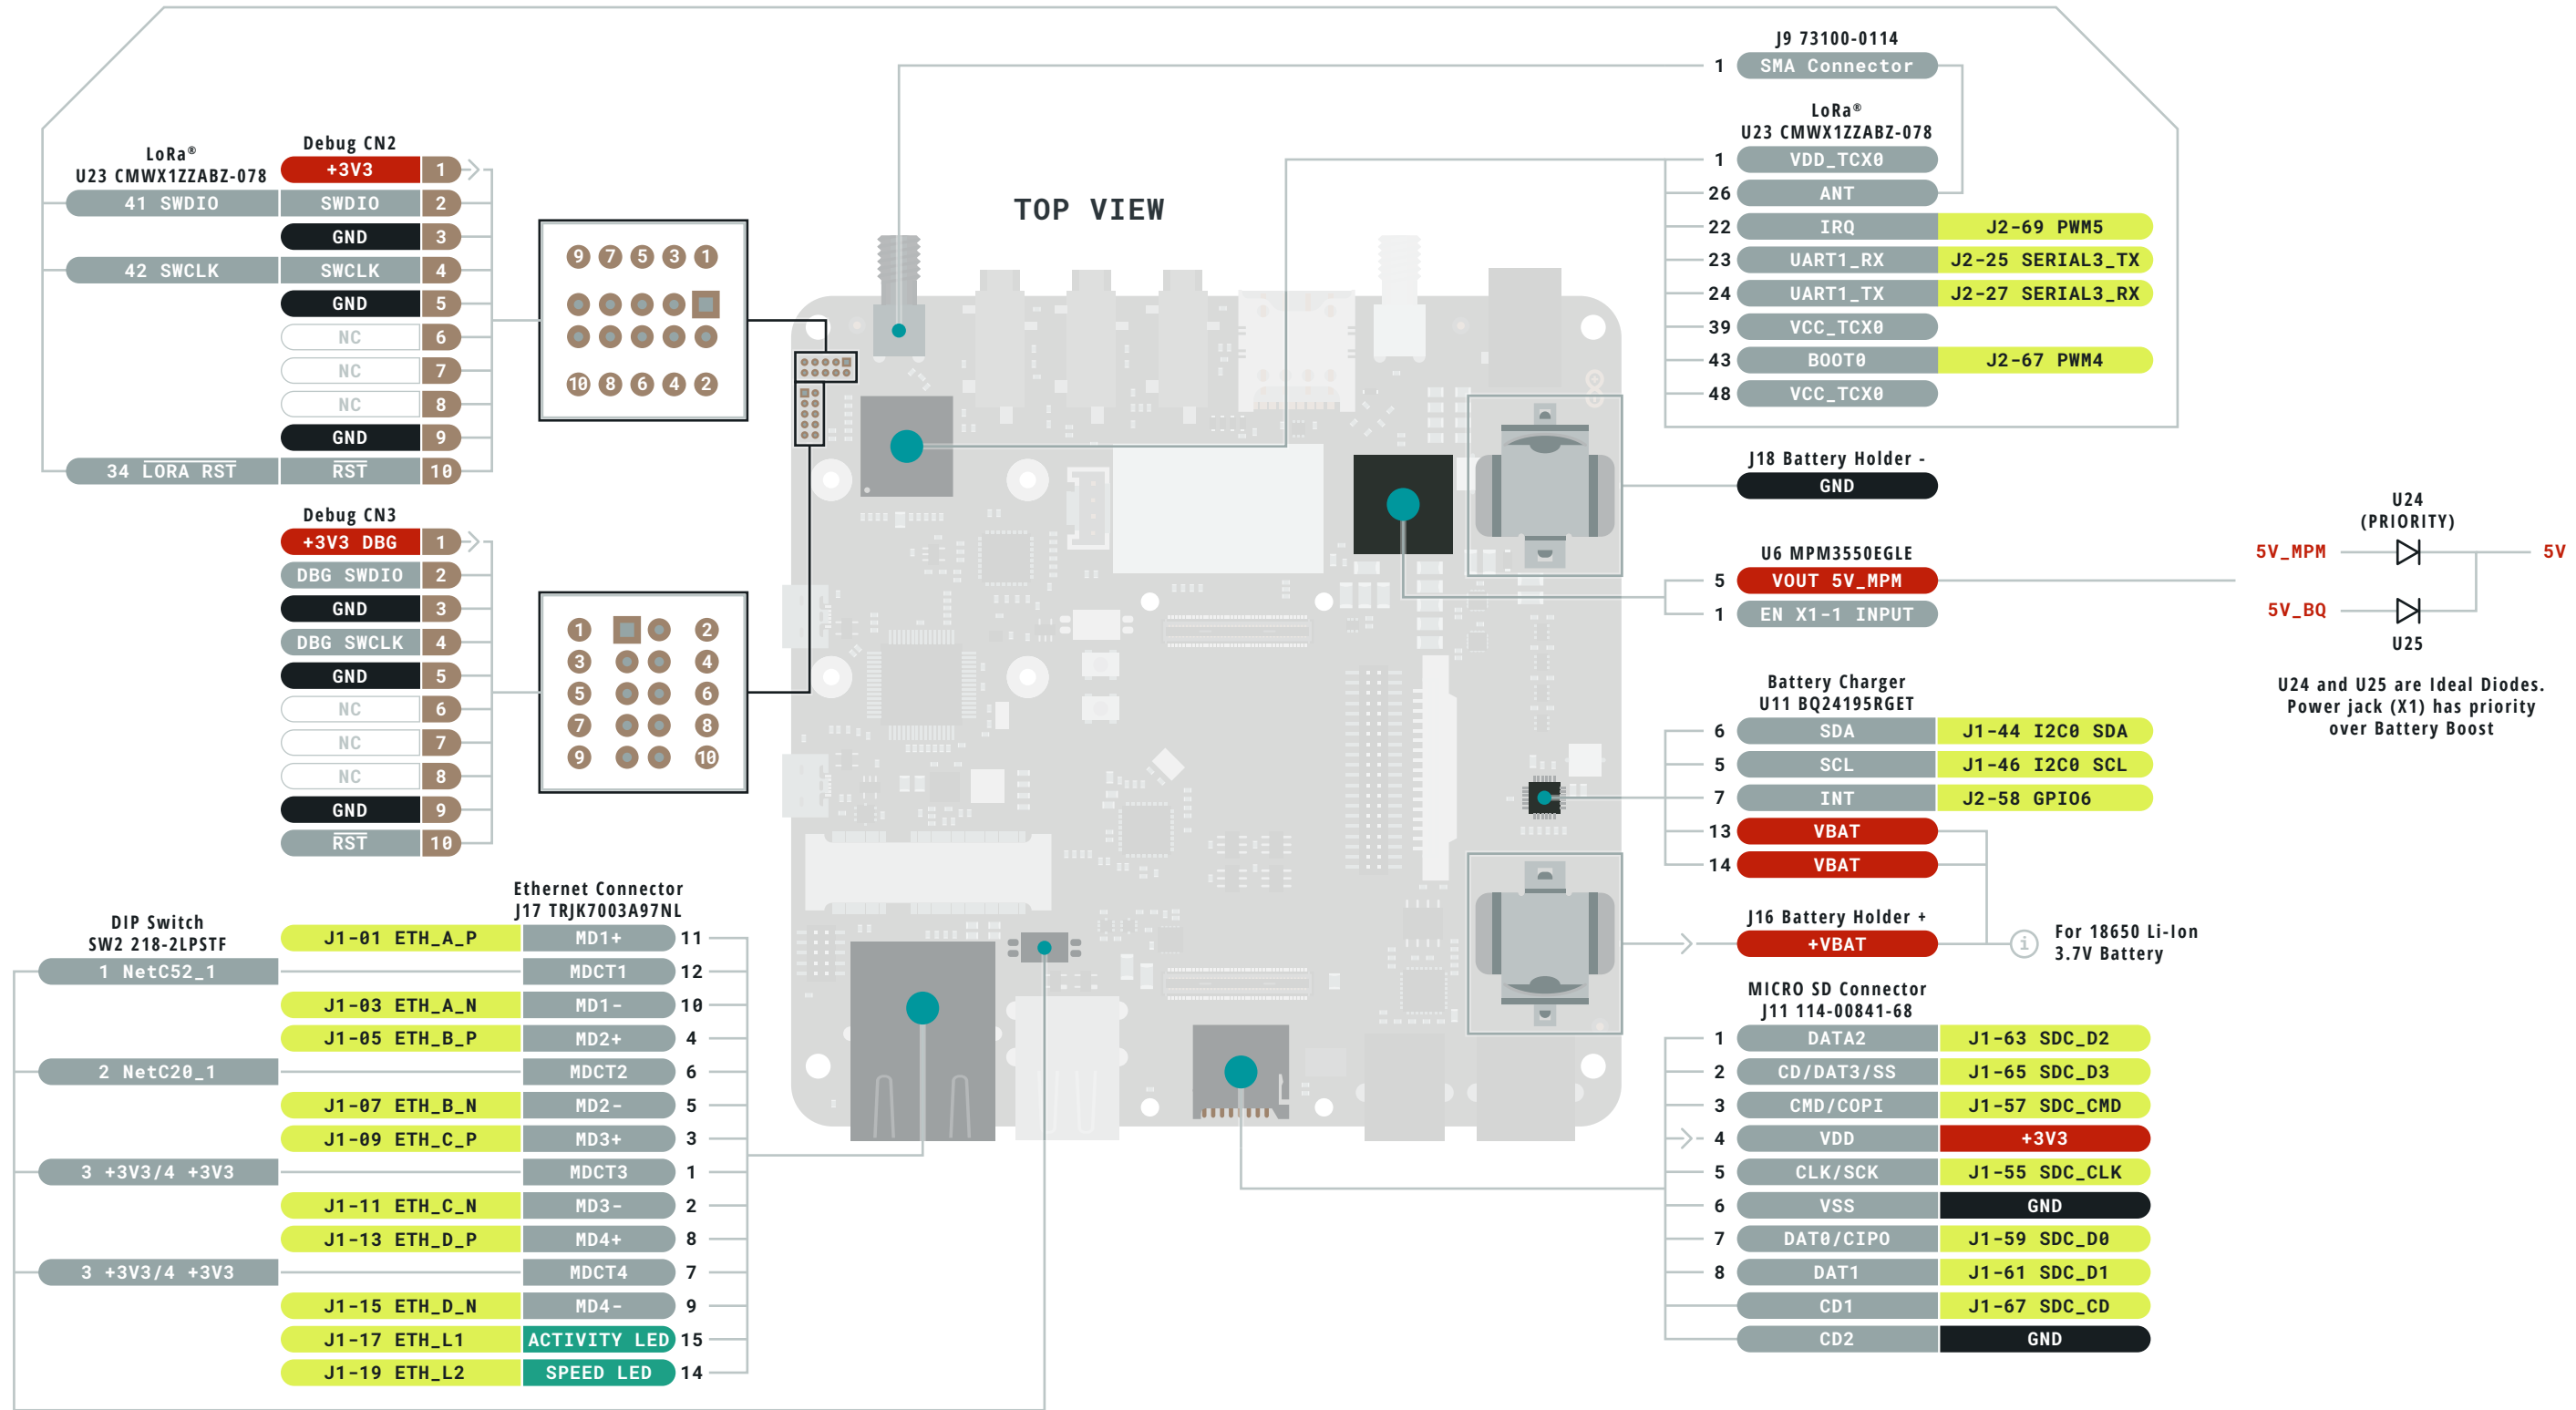 TOP VIEW
LoRa®
U23 CMWX1ZZABZ-078
Debug CN2
+3V3 1
41 SWDIO SWDIO 2
GND 3
42 SWCLK SWCLK 4
GND 5
NC 6
NC 7
NC 8
GND 9
34 LORA RST RST 10
9 7 5 3 1
10 8 6 4 2
Debug CN3
+3V3 DBG 1
DBG SWDIO 2
GND 3
DBG SWCLK 4
GND 5
NC 6
NC 7
NC 8
GND 9
RST 10
1 2
3 4
5 6
7 8
9 10
DIP Switch
SW2 218-2LPSTF
Ethernet Connector
J17 TRJK7003A97NL
J1-01 ETH_A_P MD1+ 11
1 NetC52_1 MDCT1 12
J1-03 ETH_A_N MD1- 10
J1-05 ETH_B_P MD2+ 4
2 NetC20_1 MDCT2 6
J1-07 ETH_B_N MD2- 5
J1-09 ETH_C_P MD3+ 3
3 +3V3/4 +3V3 MDCT3 1
J1-11 ETH_C_N MD3- 2
J1-13 ETH_D_P MD4+ 8
3 +3V3/4 +3V3 MDCT4 7
J1-15 ETH_D_N MD4- 9
J1-17 ETH_L1 ACTIVITY LED 15
J1-19 ETH_L2 SPEED LED 14
J9 73100-0114
1 SMA Connector
LoRa®
U23 CMWX1ZZABZ-078
1 VDD_TCX0
26 ANT
22 IRQ J2-69 PWM5
23 UART1_RX J2-25 SERIAL3_TX
24 UART1_TX J2-27 SERIAL3_RX
39 VCC_TCX0
43 BOOT0 J2-67 PWM4
48 VCC_TCX0
J18 Battery Holder -
GND
U6 MPM3550EGLE
5 VOUT 5V_MPM
1 EN X1-1 INPUT
U24
(PRIORITY)
5V_MPM 5V
5V_BQ
U25
U24 and U25 are Ideal Diodes.
Power jack (X1) has priority
over Battery Boost
Battery Charger
U11 BQ24195RGET
6 SDA J1-44 I2C0 SDA
5 SCL J1-46 I2C0 SCL
7 INT J2-58 GPIO6
13 VBAT
14 VBAT
J16 Battery Holder +
+VBAT
i For 18650 Li-Ion
3.7V Battery
MICRO SD Connector
J11 114-00841-68
1 DATA2 J1-63 SDC_D2
2 CD/DAT3/SS J1-65 SDC_D3
3 CMD/COPI J1-57 SDC_CMD
4 VDD +3V3
5 CLK/SCK J1-55 SDC_CLK
6 VSS GND
7 DAT0/CIPO J1-59 SDC_D0
8 DAT1 J1-61 SDC_D1
CD1 J1-67 SDC_CD
CD2 GND